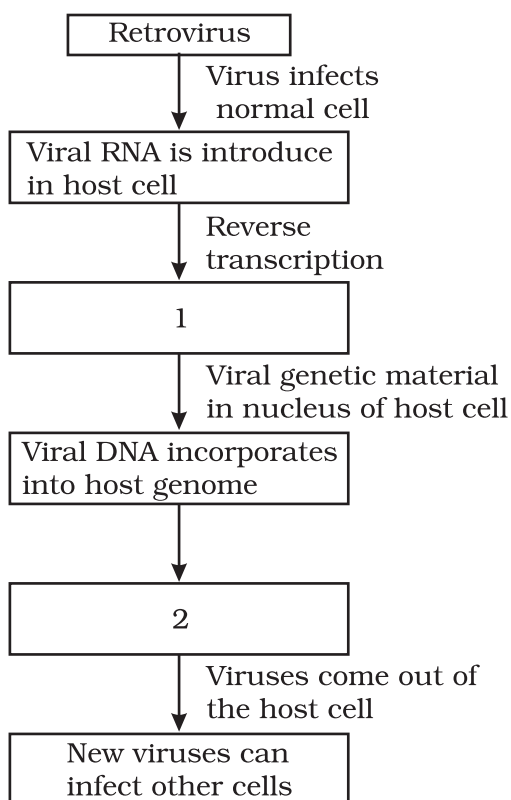 Retrovirus
Virus infects
normal cell
Viral RNA is introduce
in host cell
Reverse
transcription
1
Viral genetic material
in nucleus of host cell
Viral DNA incorporates
into host genome
2
Viruses come out of
the host cell
New viruses can
infect other cells